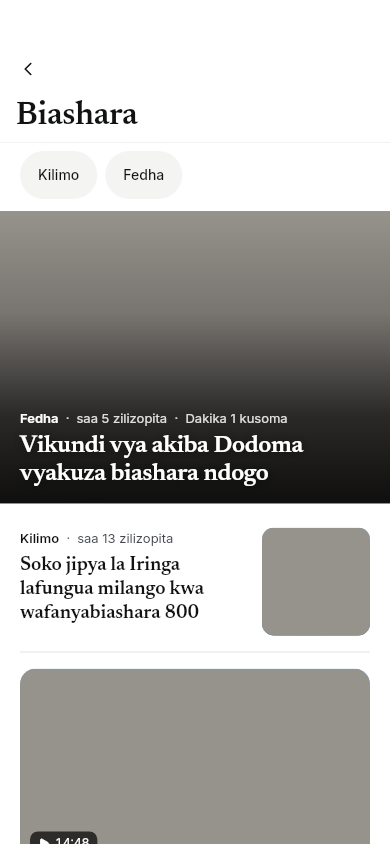 Biashara
Kilimo
Fedha
Fedha · saa 5 zilizopita · Dakika 1 kusoma
Vikundi vya akiba Dodoma
vyakuza biashara ndogo
Kilimo · saa 13 zilizopita
Soko jipya la Iringa
lafungua milango kwa
wafanyabiashara 800
14:48